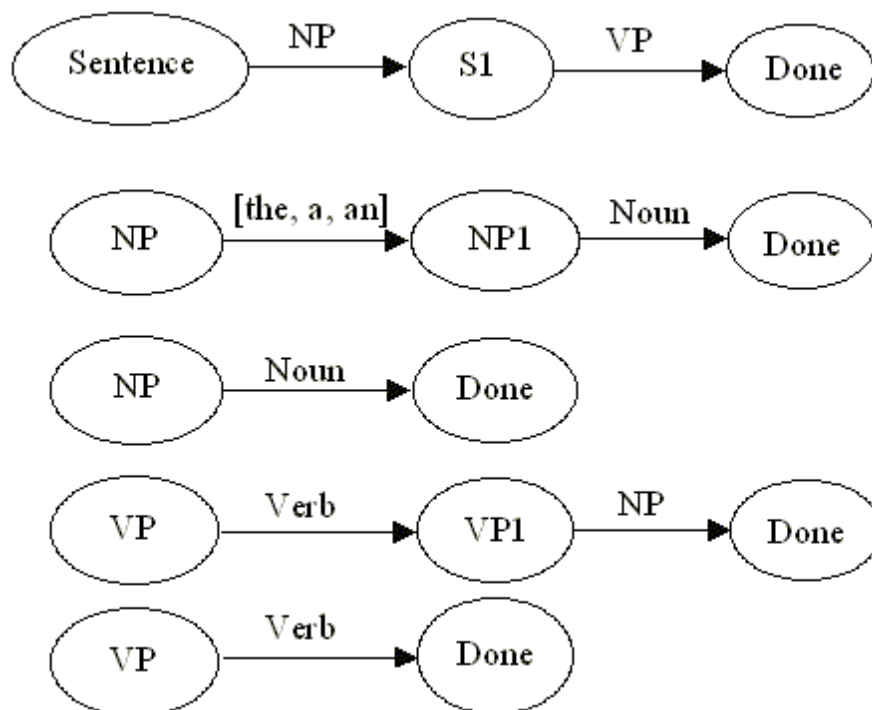 Sentence NP S1 VP Done
NP [the, a, an] NP1 Noun Done
NP Noun Done
VP Verb VP1 NP Done
VP Verb Done